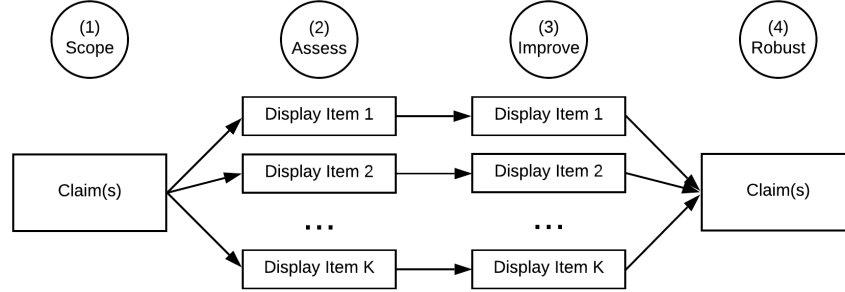 (1)
Scope
(2)
Assess
(3)
Improve
(4)
Robust
Display Item 1
Display Item 1
Claim(s)
Display Item 2
Display Item 2
Claim(s)
...
...
Display Item K
Display Item K